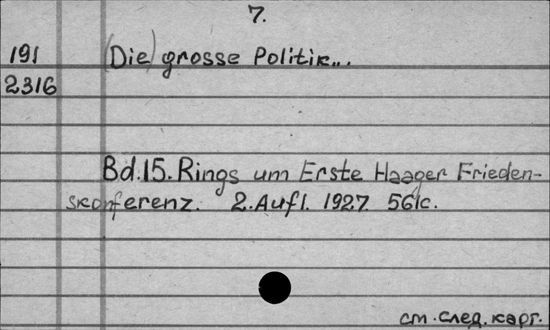 7.
191 (Die) grosse Politik...
2316
Bd.15. Rings um Erste Haager Frieden-
skonferenz. 2. Aufl. 1927. 561c.
см. след. карт.